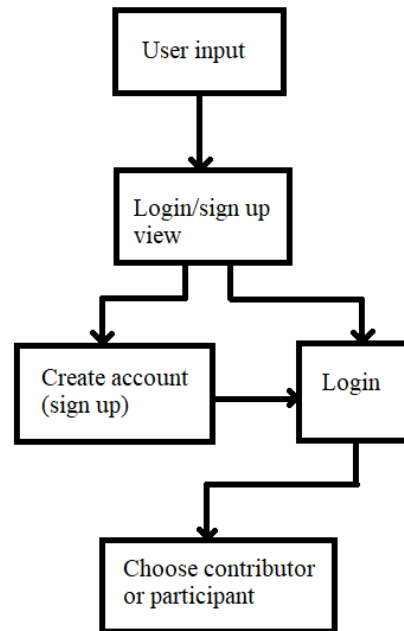 User input
Login/sign up
view
Create account
(sign up)
Login
Choose contributor
or participant